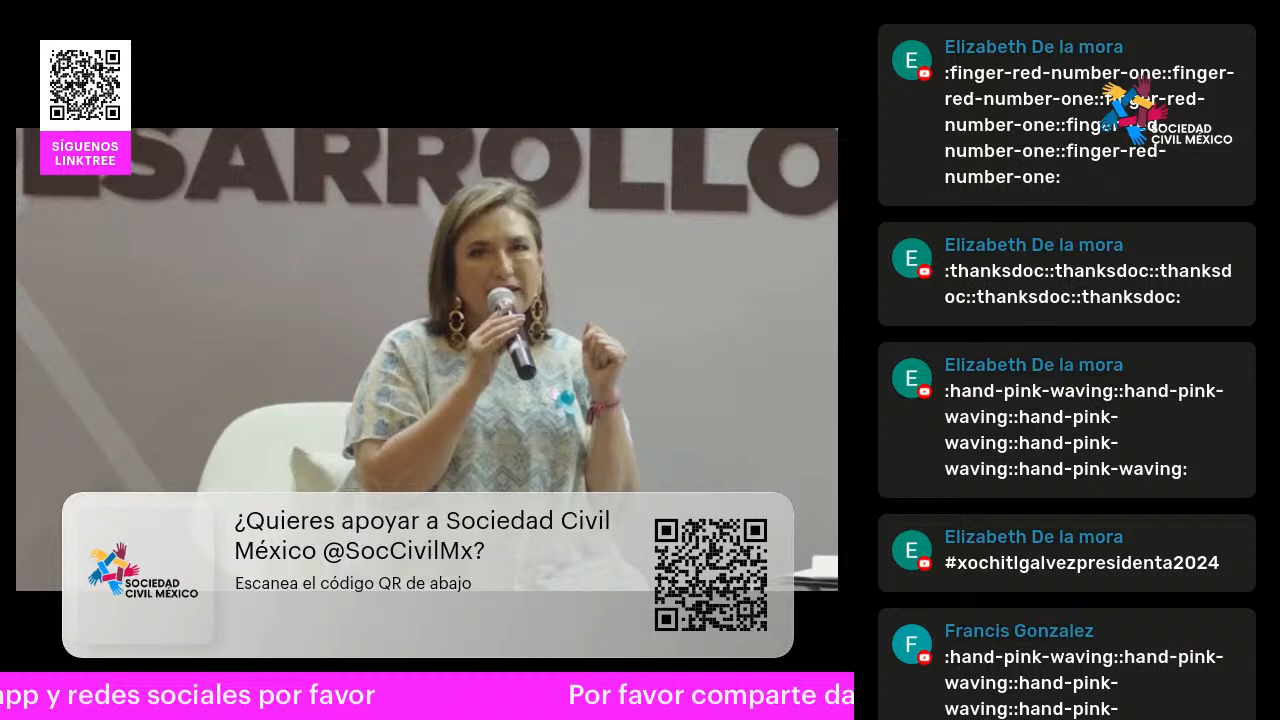 SÍGUENOS
LINKTREE
ESARROLLO
¿Quieres apoyar a Sociedad Civil
México @SocCivilMx?
Escanea el código QR de abajo
SOCIEDAD
CIVIL MÉXICO
app y redes sociales por favor
Por favor comparte da
E
Elizabeth De la mora
:finger-red-number-one::finger-
red-number-one::finger-red-
number-one::finger-red-
number-one::finger-red-
number-one:
SOCIEDAD
CIVIL MÉXICO
E
Elizabeth De la mora
:thanksdoc::thanksdoc::thanksd
oc::thanksdoc::thanksdoc:
E
Elizabeth De la mora
:hand-pink-waving::hand-pink-
waving::hand-pink-
waving::hand-pink-
waving::hand-pink-waving:
E
Elizabeth De la mora
#xochitlgalvezpresidenta2024
F
Francis Gonzalez
:hand-pink-waving::hand-pink-
waving::hand-pink-
waving::hand-pink-